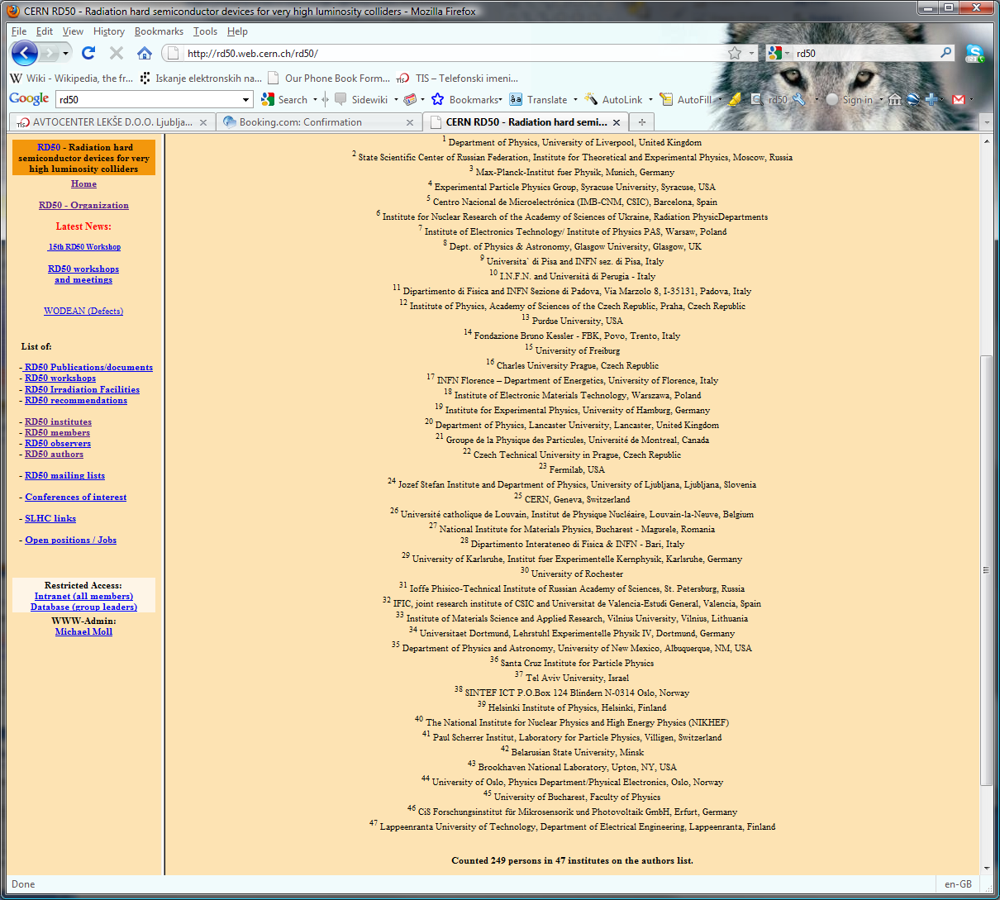 CERN RD50 - Radiation hard semiconductor devices for very high luminosity colliders - Mozilla Firefox
File Edit View History Bookmarks Tools Help
http://rd50.web.cern.ch/rd50/
rd50
Wiki - Wikipedia, the fr... Iskanje elektronskih na... Our Phone Book Form... TIS – Telefonski imeni...
Google rd50 Search Sidewiki Bookmarks Translate AutoLink AutoFill rd50 Sign in
AVTOCENTER LEKŠE D.O.O. Ljublja... Booking.com: Confirmation CERN RD50 - Radiation hard semi...
RD50 - Radiation hard
semiconductor devices for very
high luminosity colliders
Home
RD50 - Organization
Latest News:
15th RD50 Workshop
RD50 workshops
and meetings
WODEAN (Defects)
List of:
- RD50 Publications/documents
- RD50 workshops
- RD50 Irradiation Facilities
- RD50 recommendations
- RD50 institutes
- RD50 members
- RD50 observers
- RD50 authors
- RD50 mailing lists
- Conferences of interest
- SLHC links
- Open positions / Jobs
Restricted Access:
Intranet (all members)
Database (group leaders)
WWW-Admin:
Michael Moll
1 Department of Physics, University of Liverpool, United Kingdom
2 State Scientific Center of Russian Federation, Institute for Theoretical and Experimental Physics, Moscow, Russia
3 Max-Planck-Institut fuer Physik, Munich, Germany
4 Experimental Particle Physics Group, Syracuse University, Syracuse, USA
5 Centro Nacional de Microelectrónica (IMB-CNM, CSIC), Barcelona, Spain
6 Institute for Nuclear Research of the Academy of Sciences of Ukraine, Radiation PhysicDepartments
7 Institute of Electronics Technology/ Institute of Physics PAS, Warsaw, Poland
8 Dept. of Physics & Astronomy, Glasgow University, Glasgow, UK
9 Universita` di Pisa and INFN sez. di Pisa, Italy
10 I.N.F.N. and Università di Perugia - Italy
11 Dipartimento di Fisica and INFN Sezione di Padova, Via Marzolo 8, I-35131, Padova, Italy
12 Institute of Physics, Academy of Sciences of the Czech Republic, Praha, Czech Republic
13 Purdue University, USA
14 Fondazione Bruno Kessler - FBK, Povo, Trento, Italy
15 University of Freiburg
16 Charles University Prague, Czech Republic
17 INFN Florence – Department of Energetics, University of Florence, Italy
18 Institute of Electronic Materials Technology, Warszawa, Poland
19 Institute for Experimental Physics, University of Hamburg, Germany
20 Department of Physics, Lancaster University, Lancaster, United Kingdom
21 Groupe de la Physique des Particules, Université de Montreal, Canada
22 Czech Technical University in Prague, Czech Republic
23 Fermilab, USA
24 Jozef Stefan Institute and Department of Physics, University of Ljubljana, Ljubljana, Slovenia
25 CERN, Geneva, Switzerland
26 Université catholique de Louvain, Institut de Physique Nucléaire, Louvain-la-Neuve, Belgium
27 National Institute for Materials Physics, Bucharest - Magurele, Romania
28 Dipartimento Interateneo di Fisica & INFN - Bari, Italy
29 University of Karlsruhe, Institut fuer Experimentelle Kernphysik, Karlsruhe, Germany
30 University of Rochester
31 Ioffe Phisico-Technical Institute of Russian Academy of Sciences, St. Petersburg, Russia
32 IFIC, joint research institute of CSIC and Universitat de Valencia-Estudi General, Valencia, Spain
33 Institute of Materials Science and Applied Research, Vilnius University, Vilnius, Lithuania
34 Universitaet Dortmund, Lehrstuhl Experimentelle Physik IV, Dortmund, Germany
35 Department of Physics and Astronomy, University of New Mexico, Albuquerque, NM, USA
36 Santa Cruz Institute for Particle Physics
37 Tel Aviv University, Israel
38 SINTEF ICT P.O.Box 124 Blindern N-0314 Oslo, Norway
39 Helsinki Institute of Physics, Helsinki, Finland
40 The National Institute for Nuclear Physics and High Energy Physics (NIKHEF)
41 Paul Scherrer Institut, Laboratory for Particle Physics, Villigen, Switzerland
42 Belarusian State University, Minsk
43 Brookhaven National Laboratory, Upton, NY, USA
44 University of Oslo, Physics Department/Physical Electronics, Oslo, Norway
45 University of Bucharest, Faculty of Physics
46 CiS Forschungsinstitut für Mikrosensorik und Photovoltaik GmbH, Erfurt, Germany
47 Lappeenranta University of Technology, Department of Electrical Engineering, Lappeenranta, Finland
Counted 249 persons in 47 institutes on the authors list.
Done en-GB